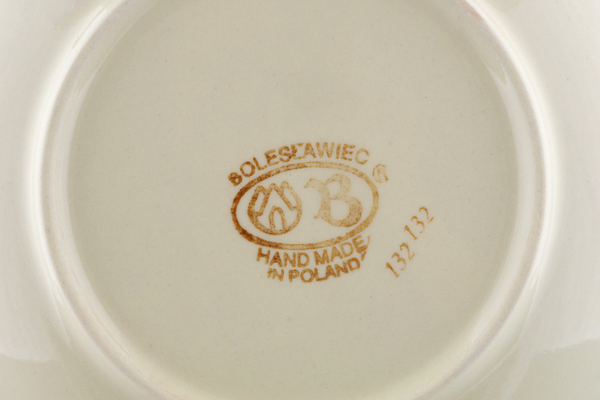 BOLESŁAWIEC ®
B
HAND MADE
IN POLAND
132 132